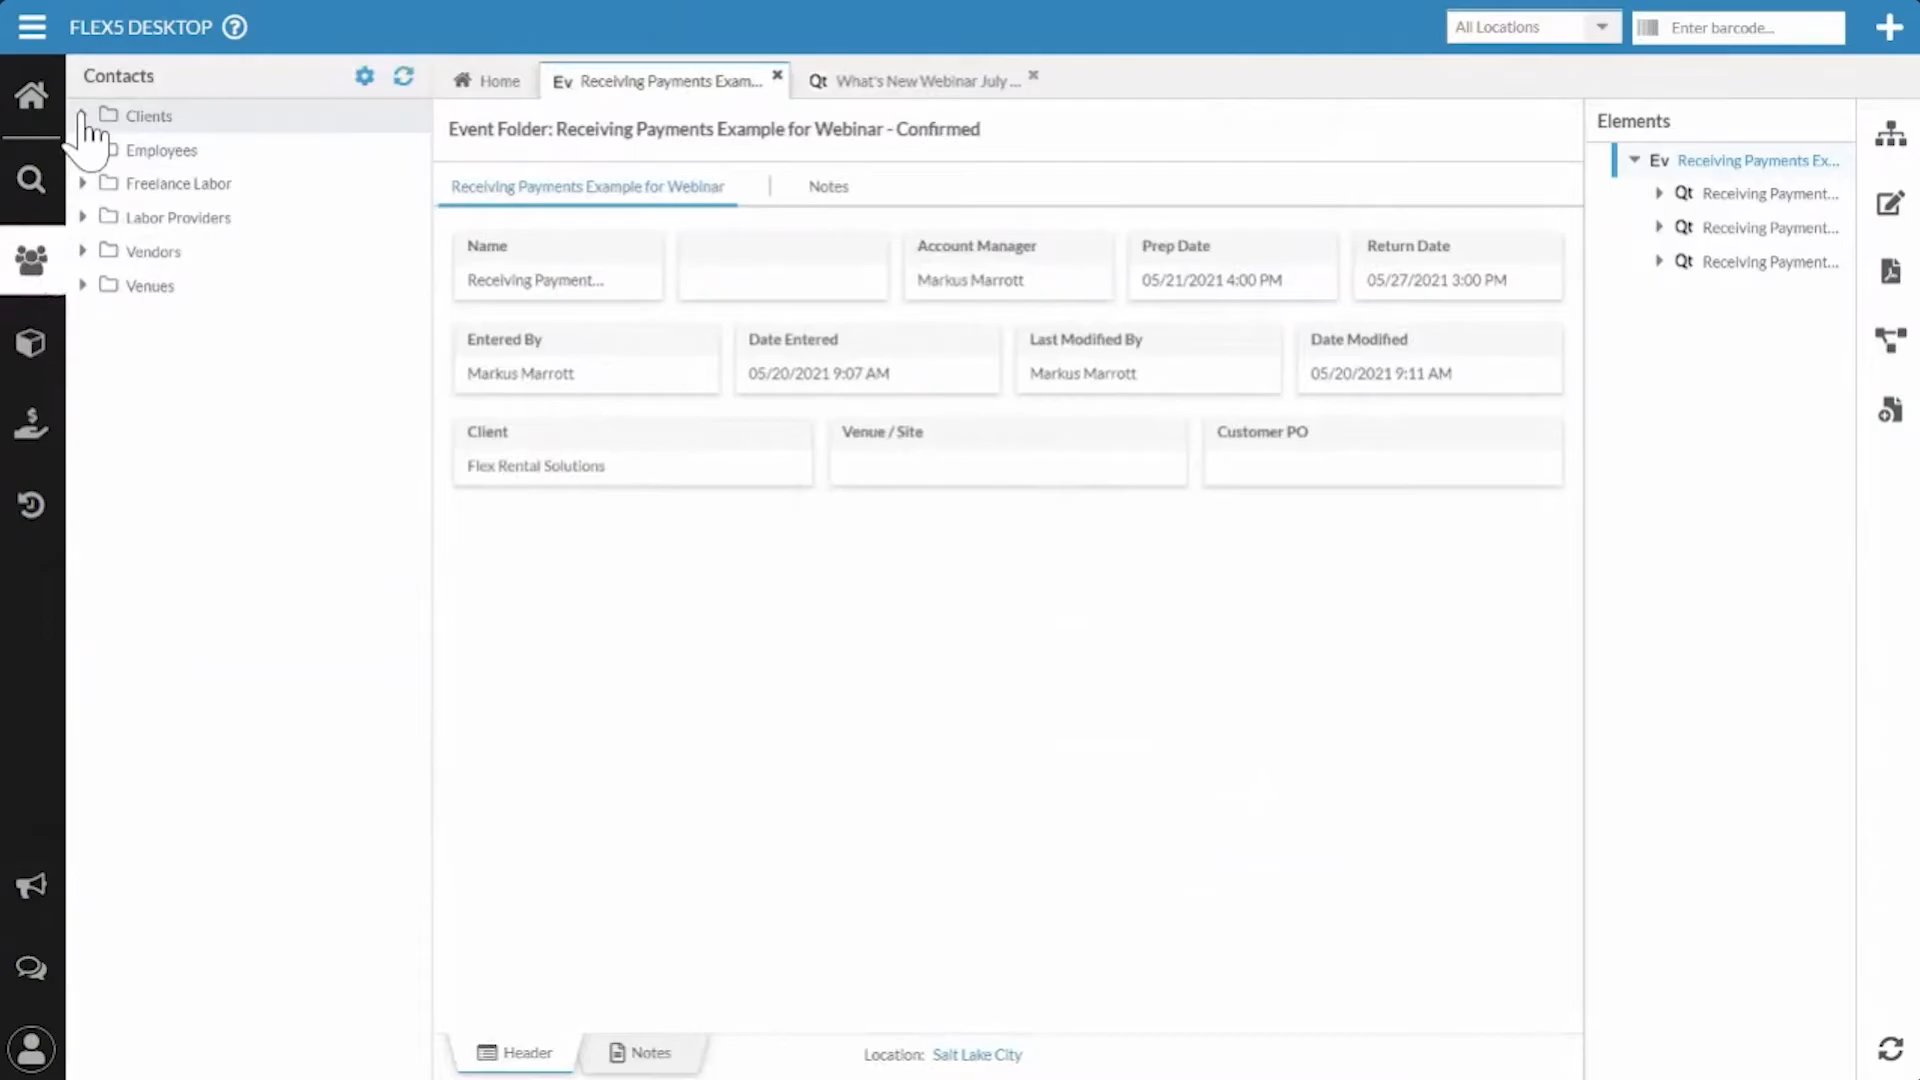 FLEX5 DESKTOP ?
All Locations
Enter barcode...
Contacts
Clients
Employees
Freelance Labor
Labor Providers
Vendors
Venues
Home
Ev Receiving Payments Exam...
Qt What's New Webinar July ...
Event Folder: Receiving Payments Example for Webinar - Confirmed
Receiving Payments Example for Webinar | Notes
Name
Receiving Payment...
Account Manager
Markus Marrott
Prep Date
05/21/2021 4:00 PM
Return Date
05/27/2021 3:00 PM
Entered By
Markus Marrott
Date Entered
05/20/2021 9:07 AM
Last Modified By
Markus Marrott
Date Modified
05/20/2021 9:11 AM
Client
Flex Rental Solutions
Venue / Site
Customer PO
Header
Notes
Location: Salt Lake City
Elements
Ev Receiving Payments Ex...
Qt Receiving Payment...
Qt Receiving Payment...
Qt Receiving Payment...